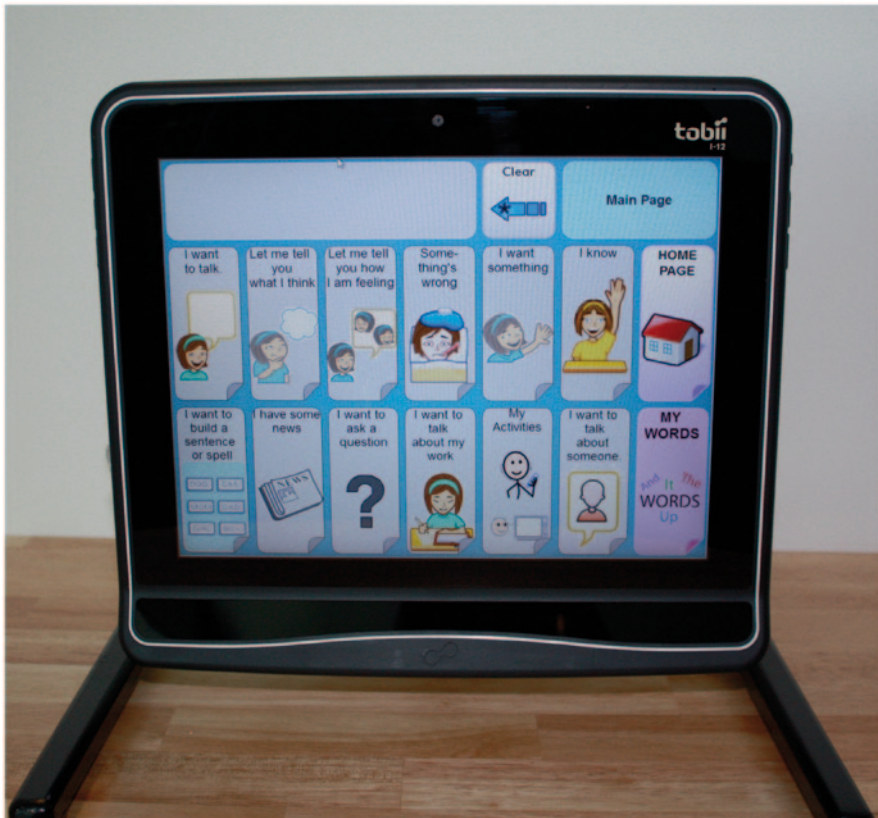 tobii
I-12
Clear
Main Page
I want
to talk.
Let me tell
you
what I think
Let me tell
you how
I am feeling
Some-
thing's
wrong
I want
something
I know
HOME
PAGE
I want to
build a
sentence
or spell
I have some
news
NEWS
I want to
ask a
question
I want to
talk
about my
work
My
Activities
I want to
talk
about
someone.
MY
WORDS
And It The
WORDS
Up